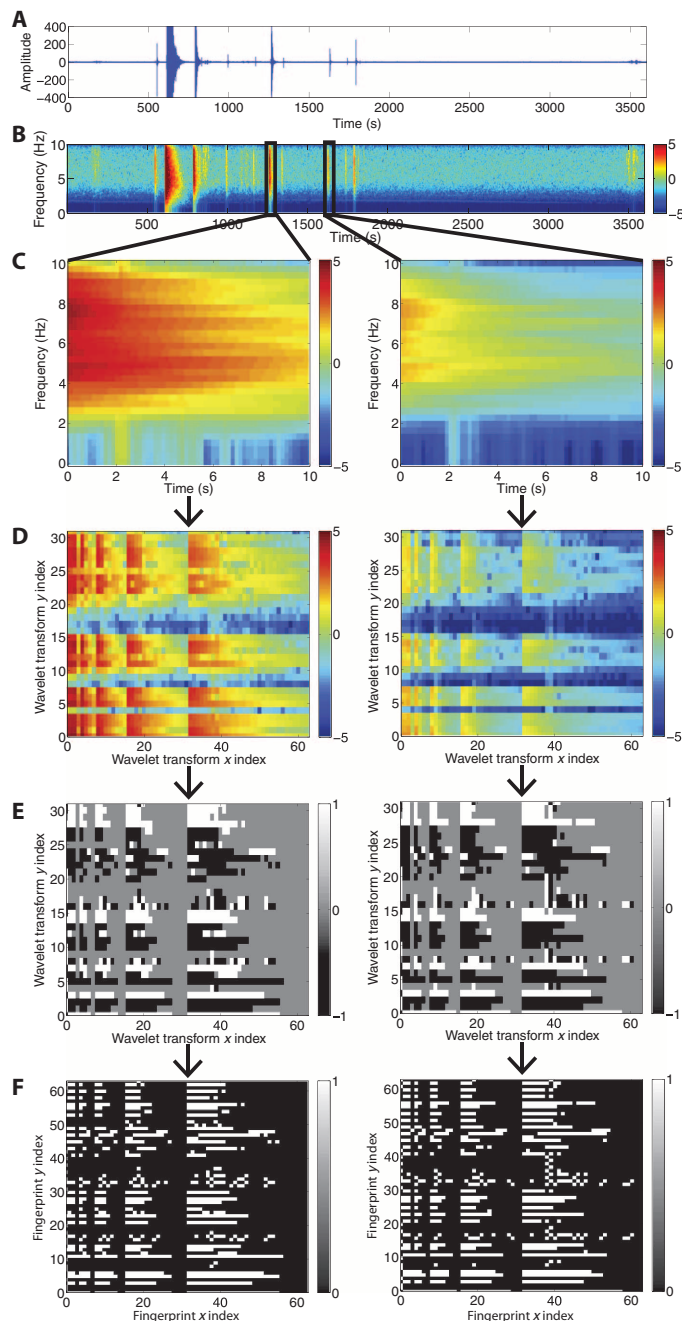 A
Amplitude
400
200
0
−200
−400
500 1000 1500 2000 2500 3000 3500
Time (s)
B
Frequency (Hz)
10
5
0
5
0
−5
500 1000 1500 2000 2500 3000 3500
Time (s)
C
Frequency (Hz)
10
8
6
4
2
0
0 2 4 6 8 10
Time (s)
5
0
−5
Frequency (Hz)
10
8
6
4
2
0
0 2 4 6 8 10
Time (s)
5
0
−5
D
Wavelet transform y index
30
25
20
15
10
5
0
0 20 40 60
Wavelet transform x index
5
0
−5
Wavelet transform y index
30
25
20
15
10
5
0
0 20 40 60
Wavelet transform x index
5
0
−5
E
Wavelet transform y index
30
25
20
15
10
5
0
0 20 40 60
Wavelet transform x index
1
0
−1
Wavelet transform y index
30
25
20
15
10
5
0
0 20 40 60
Wavelet transform x index
1
0
−1
F
Fingerprint y index
60
50
40
30
20
10
0
0 20 40 60
Fingerprint x index
1
0
Fingerprint y index
60
50
40
30
20
10
0
0 20 40 60
Fingerprint x index
1
0